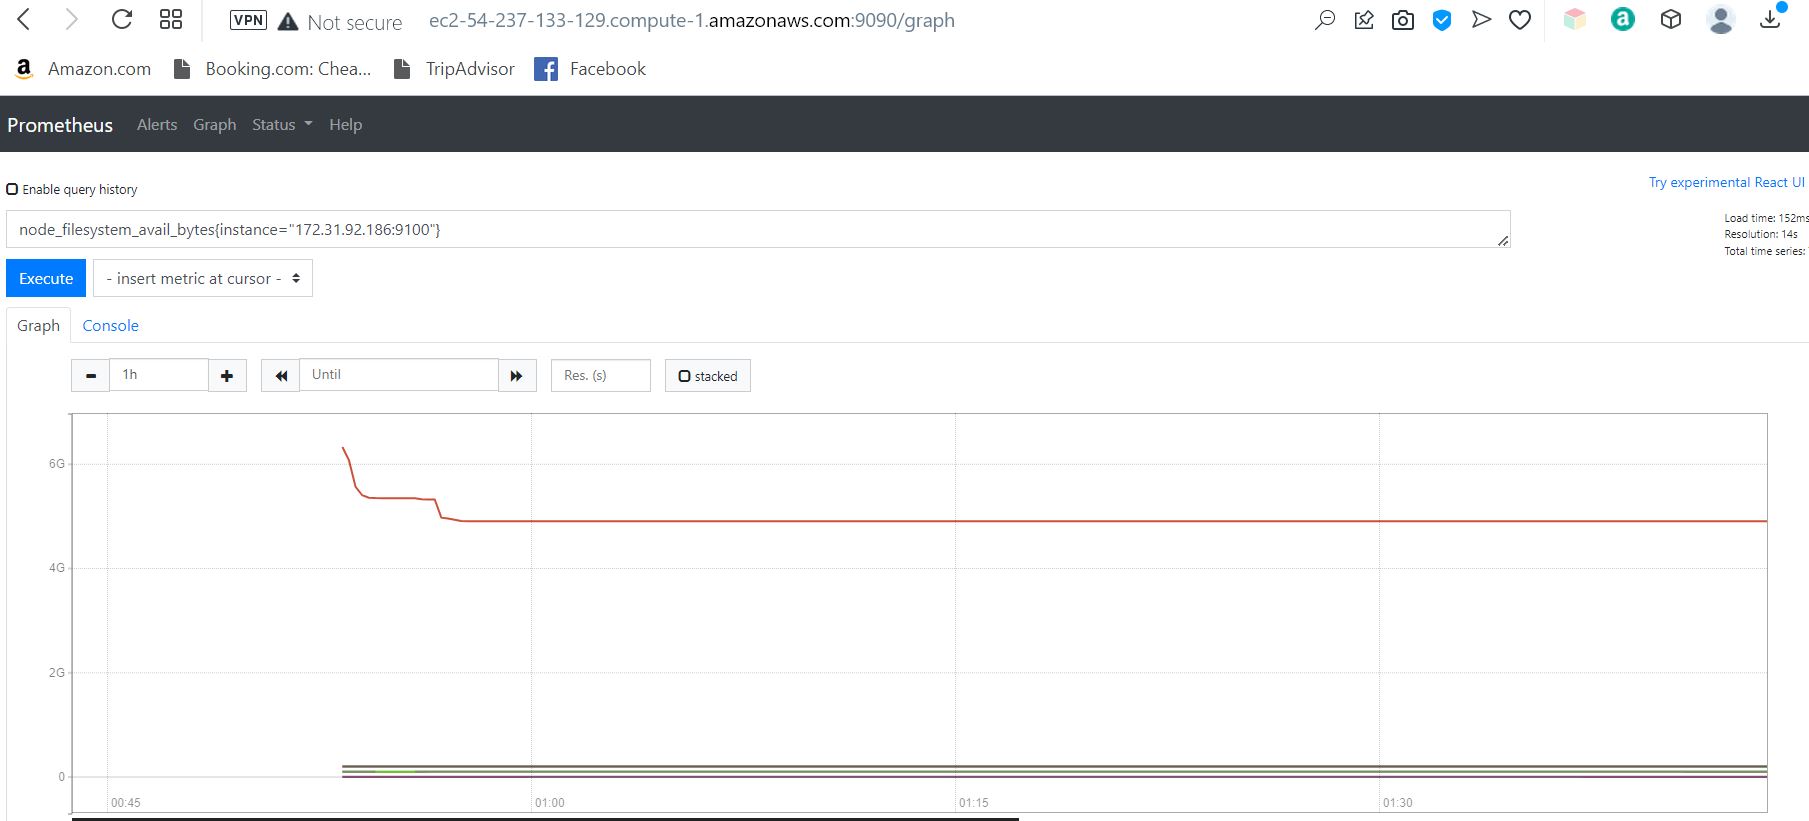 VPN Not secure ec2-54-237-133-129.compute-1.amazonaws.com:9090/graph
Amazon.com Booking.com: Chea... TripAdvisor Facebook
Prometheus Alerts Graph Status Help
Enable query history
Try experimental React UI
node_filesystem_avail_bytes{instance="172.31.92.186:9100"}
Load time: 152ms
Resolution: 14s
Total time series:
Execute - insert metric at cursor -
Graph Console
1h Until Res. (s) stacked
6G
4G
2G
0
00:45 01:00 01:15 01:30